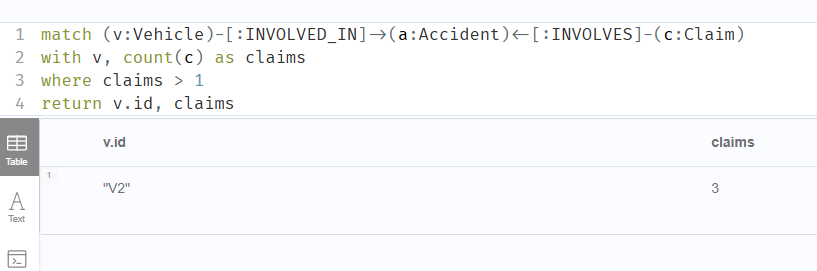 1 match (v:Vehicle)-[:INVOLVED_IN]->(a:Accident)<-[:INVOLVES]-(c:Claim)
2 with v, count(c) as claims
3 where claims > 1
4 return v.id, claims
v.id claims
Table
1
"V2" 3
A
Text
>_